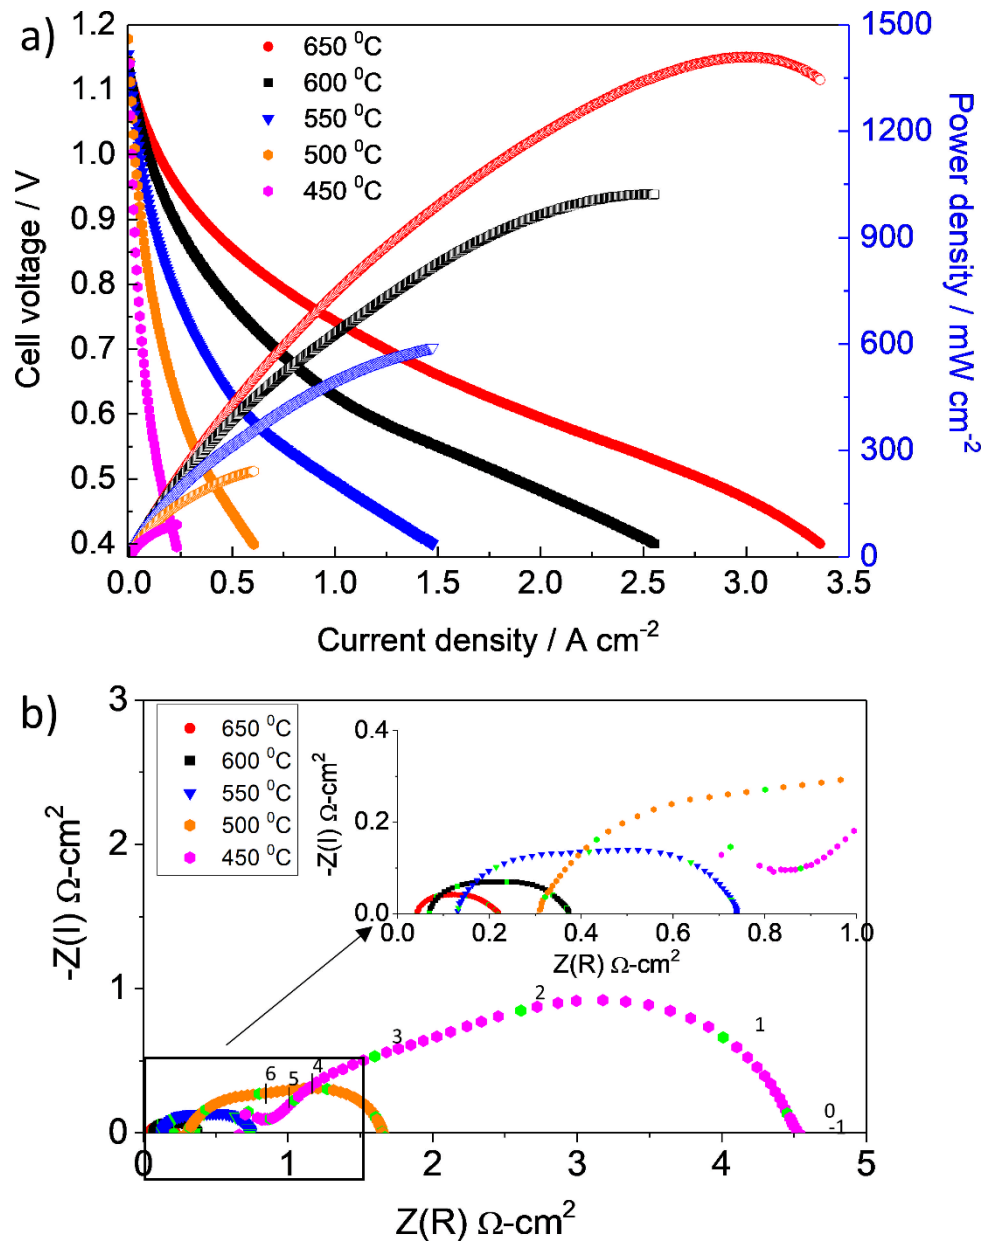 a)
1.2
1.1
1.0
0.9
0.8
0.7
0.6
0.5
0.4
Cell voltage / V
650 ⁰C
600 ⁰C
550 ⁰C
500 ⁰C
450 ⁰C
1500
1200
900
600
300
0
Power density / mW cm⁻²
0.0 0.5 1.0 1.5 2.0 2.5 3.0 3.5
Current density / A cm⁻²
b)
3
2
1
0
-Z(I) Ω-cm²
650 ⁰C
600 ⁰C
550 ⁰C
500 ⁰C
450 ⁰C
0.4
0.2
0.0
-Z(I) Ω-cm²
0.0 0.2 0.4 0.6 0.8 1.0
Z(R) Ω-cm²
6
5
4
3
2
1
0
-1
0 1 2 3 4 5
Z(R) Ω-cm²